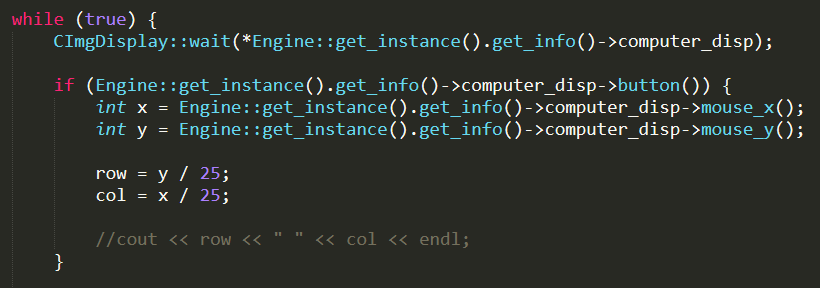 while (true) {
    CImgDisplay::wait(*Engine::get_instance().get_info()->computer_disp);

    if (Engine::get_instance().get_info()->computer_disp->button()) {
        int x = Engine::get_instance().get_info()->computer_disp->mouse_x();
        int y = Engine::get_instance().get_info()->computer_disp->mouse_y();

        row = y / 25;
        col = x / 25;

        //cout << row << " " << col << endl;
    }